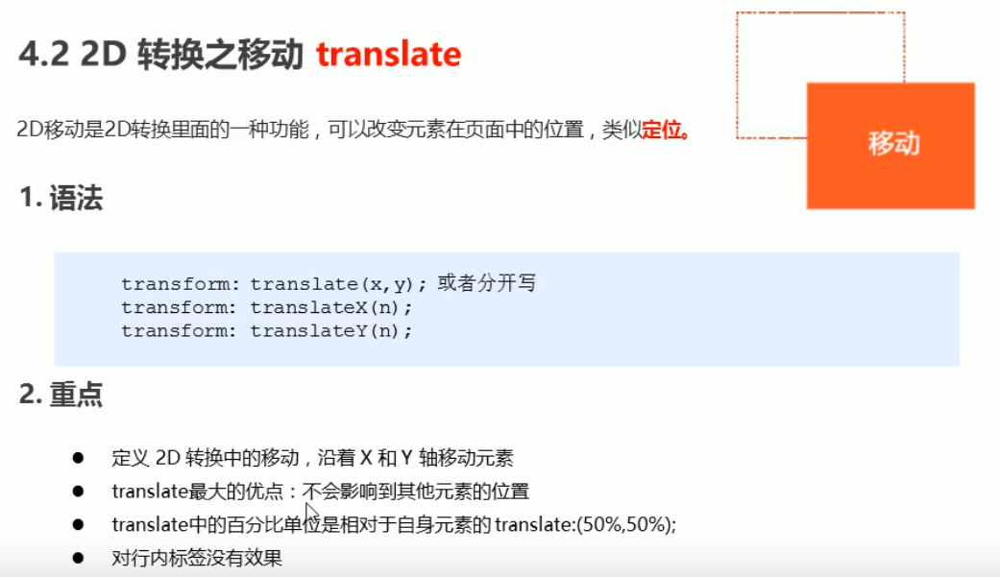 4.2 2D 转换之移动 translate
移动
2D移动是2D转换里面的一种功能，可以改变元素在页面中的位置，类似定位。
1. 语法
transform: translate(x,y); 或者分开写
transform: translateX(n);
transform: translateY(n);
2. 重点
● 定义 2D 转换中的移动，沿着 X 和 Y 轴移动元素
● translate最大的优点：不会影响到其他元素的位置
● translate中的百分比单位是相对于自身元素的 translate:(50%,50%);
● 对行内标签没有效果